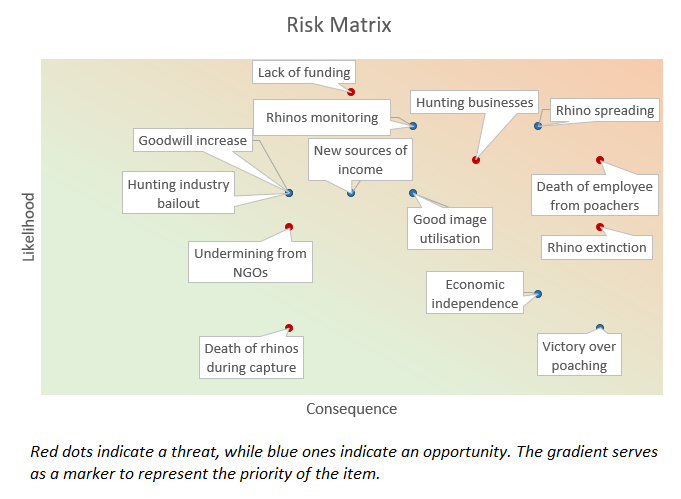 Risk Matrix
Lack of funding
Hunting businesses
Rhinos monitoring
Rhino spreading
Goodwill increase
New sources of
income
Hunting industry
bailout
Death of employee
from poachers
Good image
utilisation
Likelihood
Undermining from
NGOs
Rhino extinction
Economic
independence
Death of rhinos
during capture
Victory over
poaching
Consequence
Red dots indicate a threat, while blue ones indicate an opportunity. The gradient serves
as a marker to represent the priority of the item.